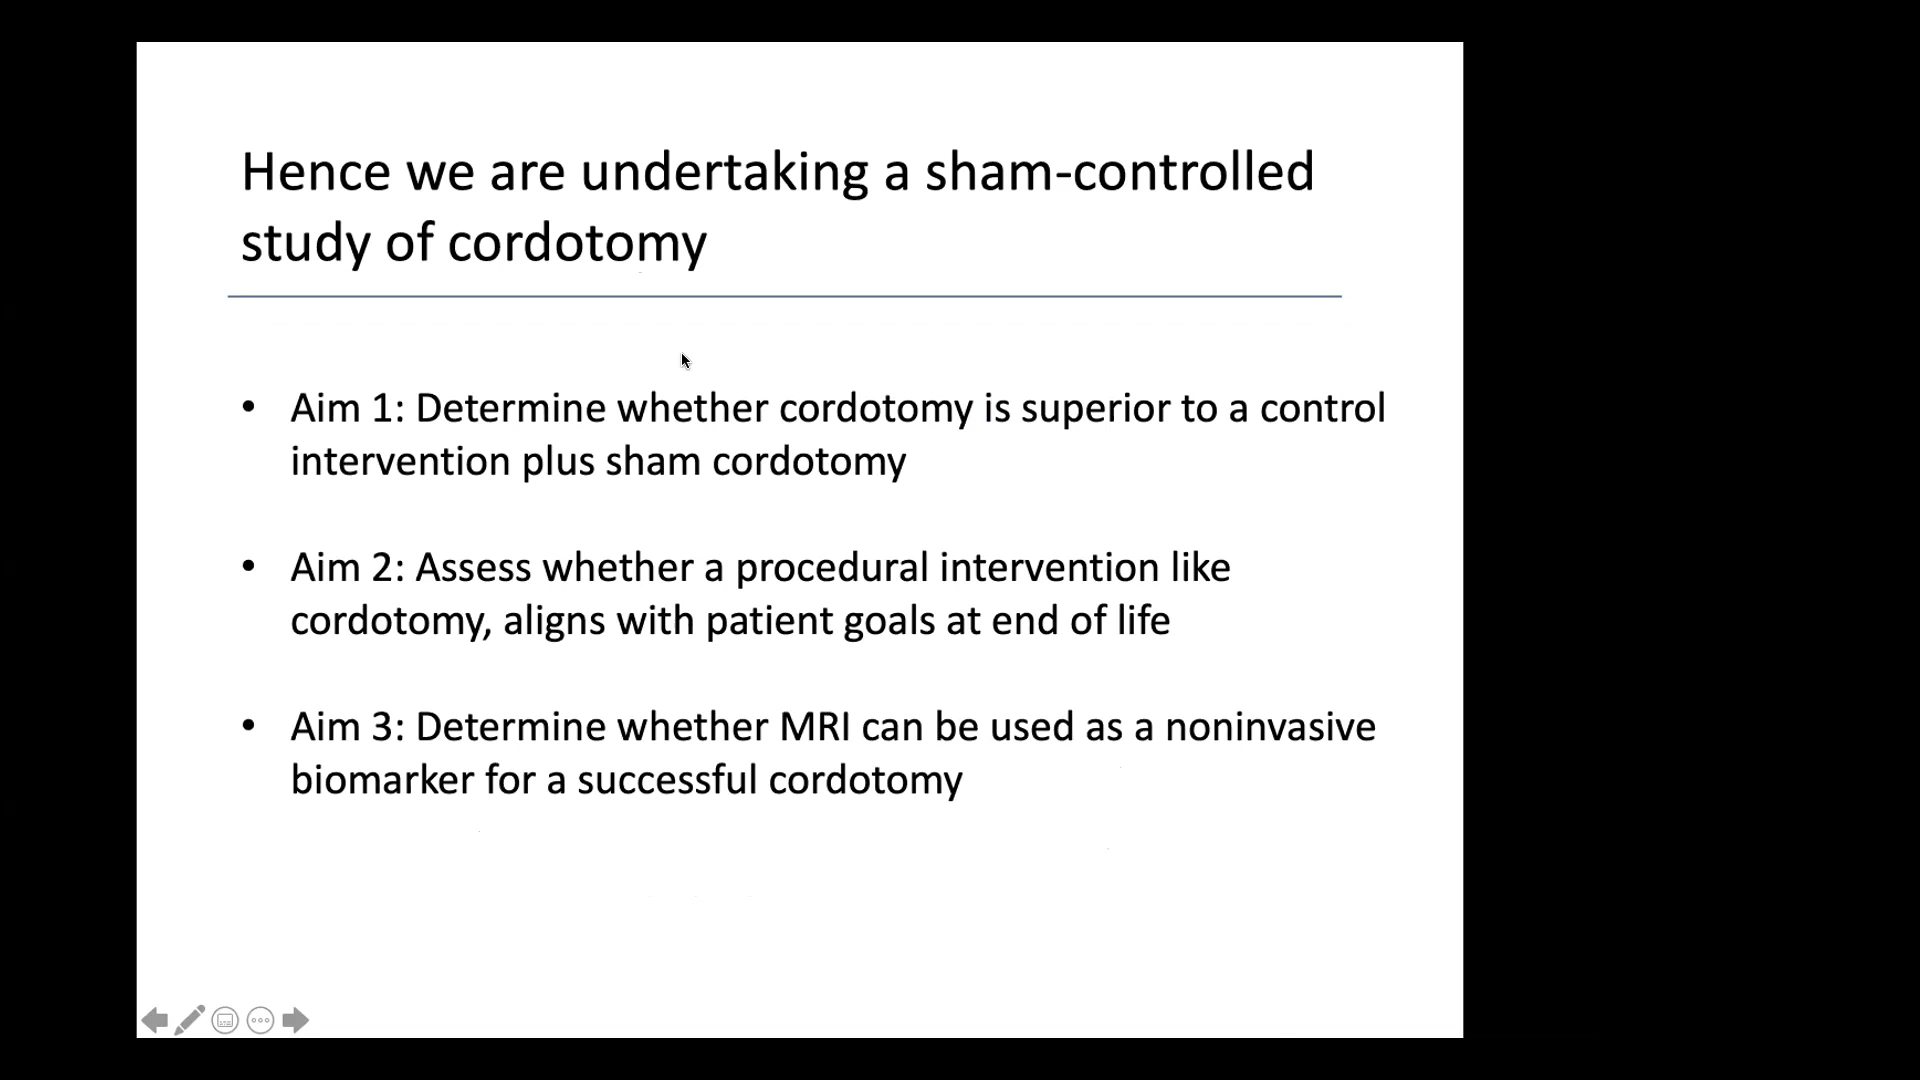 Hence we are undertaking a sham-controlled
study of cordotomy
• Aim 1: Determine whether cordotomy is superior to a control
intervention plus sham cordotomy
• Aim 2: Assess whether a procedural intervention like
cordotomy, aligns with patient goals at end of life
• Aim 3: Determine whether MRI can be used as a noninvasive
biomarker for a successful cordotomy